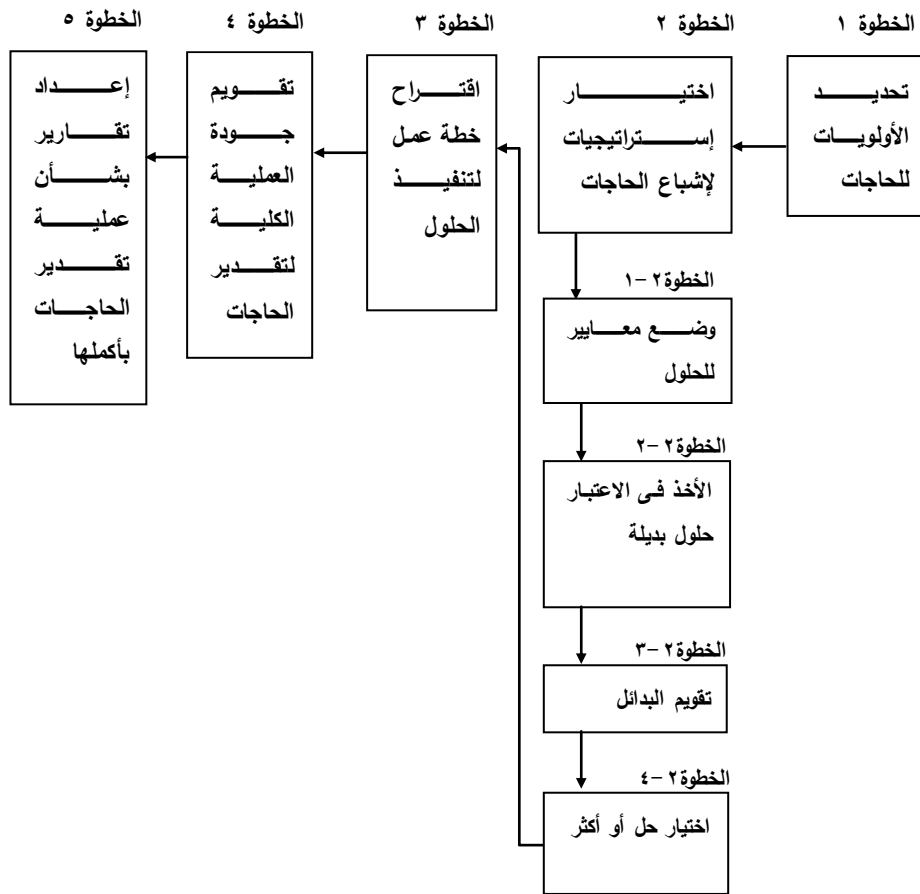 الخطوة ١
تحديد
الأولويات
للحاجات
الخطوة ٢
اختيار
إستراتيجيات
لإشباع الحاجات
الخطوة٢ -١
وضع معايير
للحلول
الخطوة٢ -٢
الأخذ فى الاعتبار
حلول بديلة
الخطوة٢ -٣
تقويم البدائل
الخطوة٢ -٤
اختيار حل أو أكثر
الخطوة ٣
اقتراح
خطة عمل
لتنفيذ
الحلول
الخطوة ٤
تقويم
جودة
العملية
الكلية
لتقدير
الحاجات
الخطوة ٥
إعداد
تقارير
بشأن
عملية
تقدير
الحاجات
بأكملها